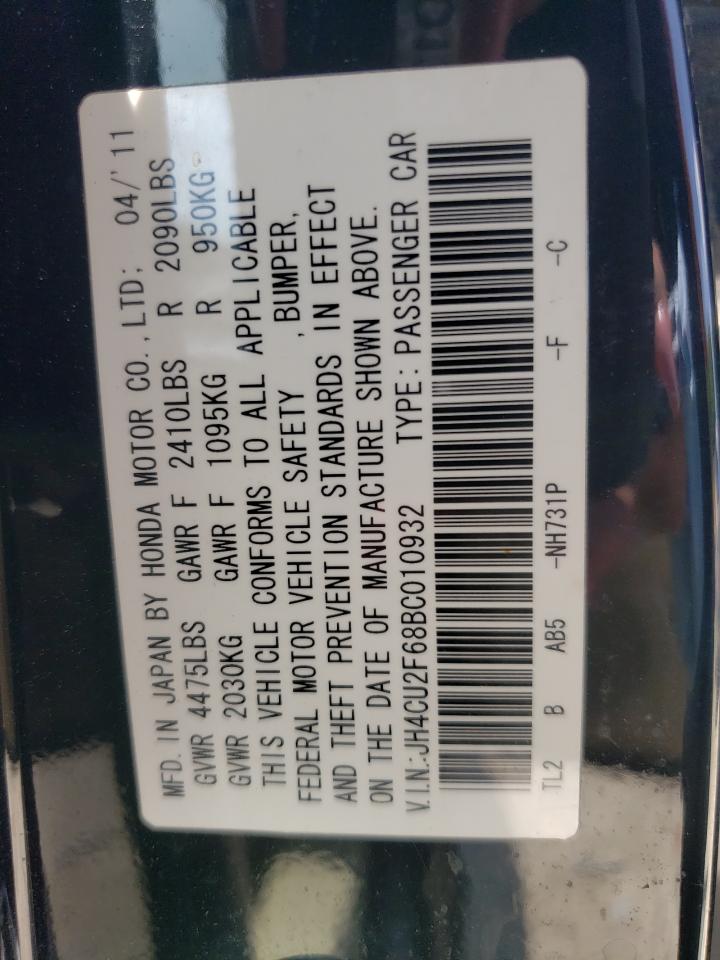 MFD. IN JAPAN BY HONDA MOTOR CO., LTD; 04/'11
GVWR 4475LBS GAWR F 2410LBS R 2090LBS
GVWR 2030KG GAWR F 1095KG R 950KG
THIS VEHICLE CONFORMS TO ALL APPLICABLE
FEDERAL MOTOR VEHICLE SAFETY , BUMPER,
AND THEFT PREVENTION STANDARDS IN EFFECT
ON THE DATE OF MANUFACTURE SHOWN ABOVE.
V.I.N.:JH4CU2F68BC010932 TYPE:PASSENGER CAR
TL2 B AB5 -NH731P -F -C